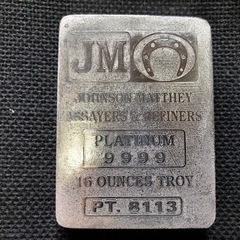 JM
JOHNSON MATTHEY
ASSAYERS & REFINERS
PLATINUM
9999
16 OUNCES TROY
PT. 8113